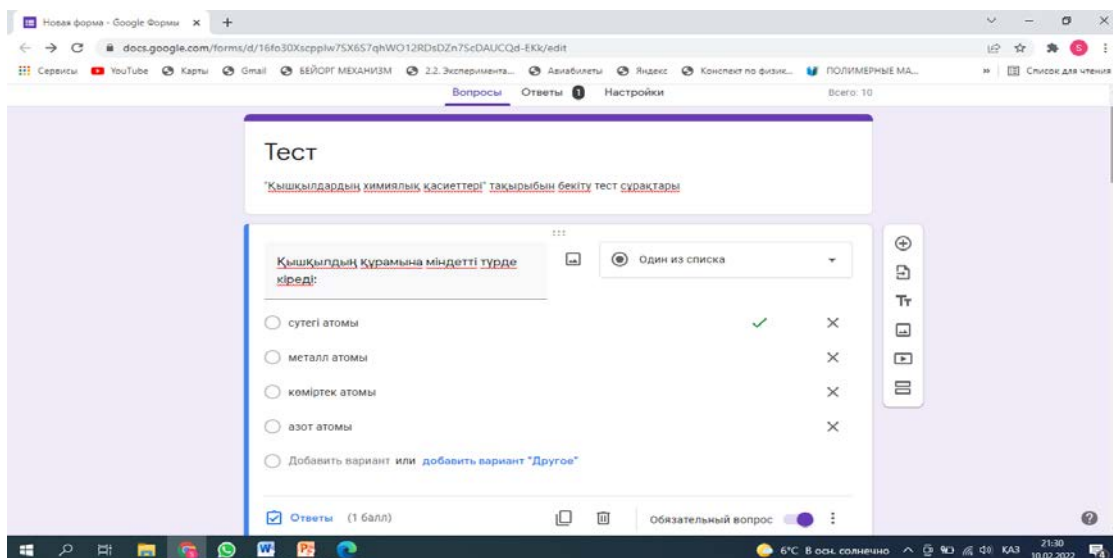 Новая форма - Google Формы
docs.google.com/forms/d/16fo30Xscpplw7SX6S7qhWO12RDsDZn7ScDAUCQd-EKk/edit
Сервисы YouTube Карты Gmail БЕЙОРГ МЕХАНИЗМ 2.2. Эксперимента... Авиабилеты Яндекс Конспект по физик... ПОЛИМЕРНЫЕ МА... » Список для чтения
Вопросы Ответы 1 Настройки Всего: 10
Тест
"Қышқылдардың химиялық қасиеттері" тақырыбын бекіту тест сұрақтары
Қышқылдың құрамына міндетті түрде
кіреді:
Один из списка
сутегі атомы
металл атомы
көміртек атомы
азот атомы
Добавить вариант или добавить вариант "Другое"
Ответы (1 балл) Обязательный вопрос
6°C В осн. солнечно КАЗ 21:30
10.02.2022